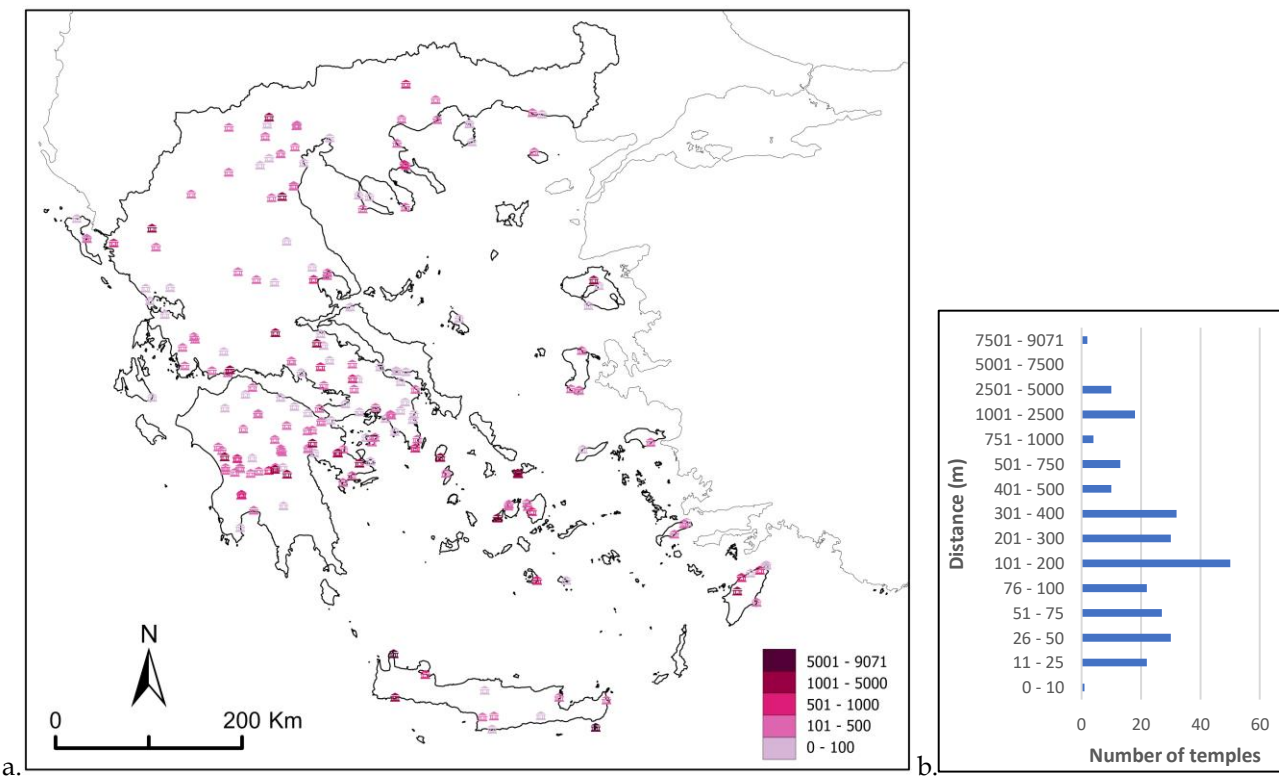 N
0 200 Km
5001 - 9071
1001 - 5000
501 - 1000
101 - 500
0 - 100
a.
Distance (m)
7501 - 9071
5001 - 7500
2501 - 5000
1001 - 2500
751 - 1000
501 - 750
401 - 500
301 - 400
201 - 300
101 - 200
76 - 100
51 - 75
26 - 50
11 - 25
0 - 10
0 20 40 60
Number of temples
b.